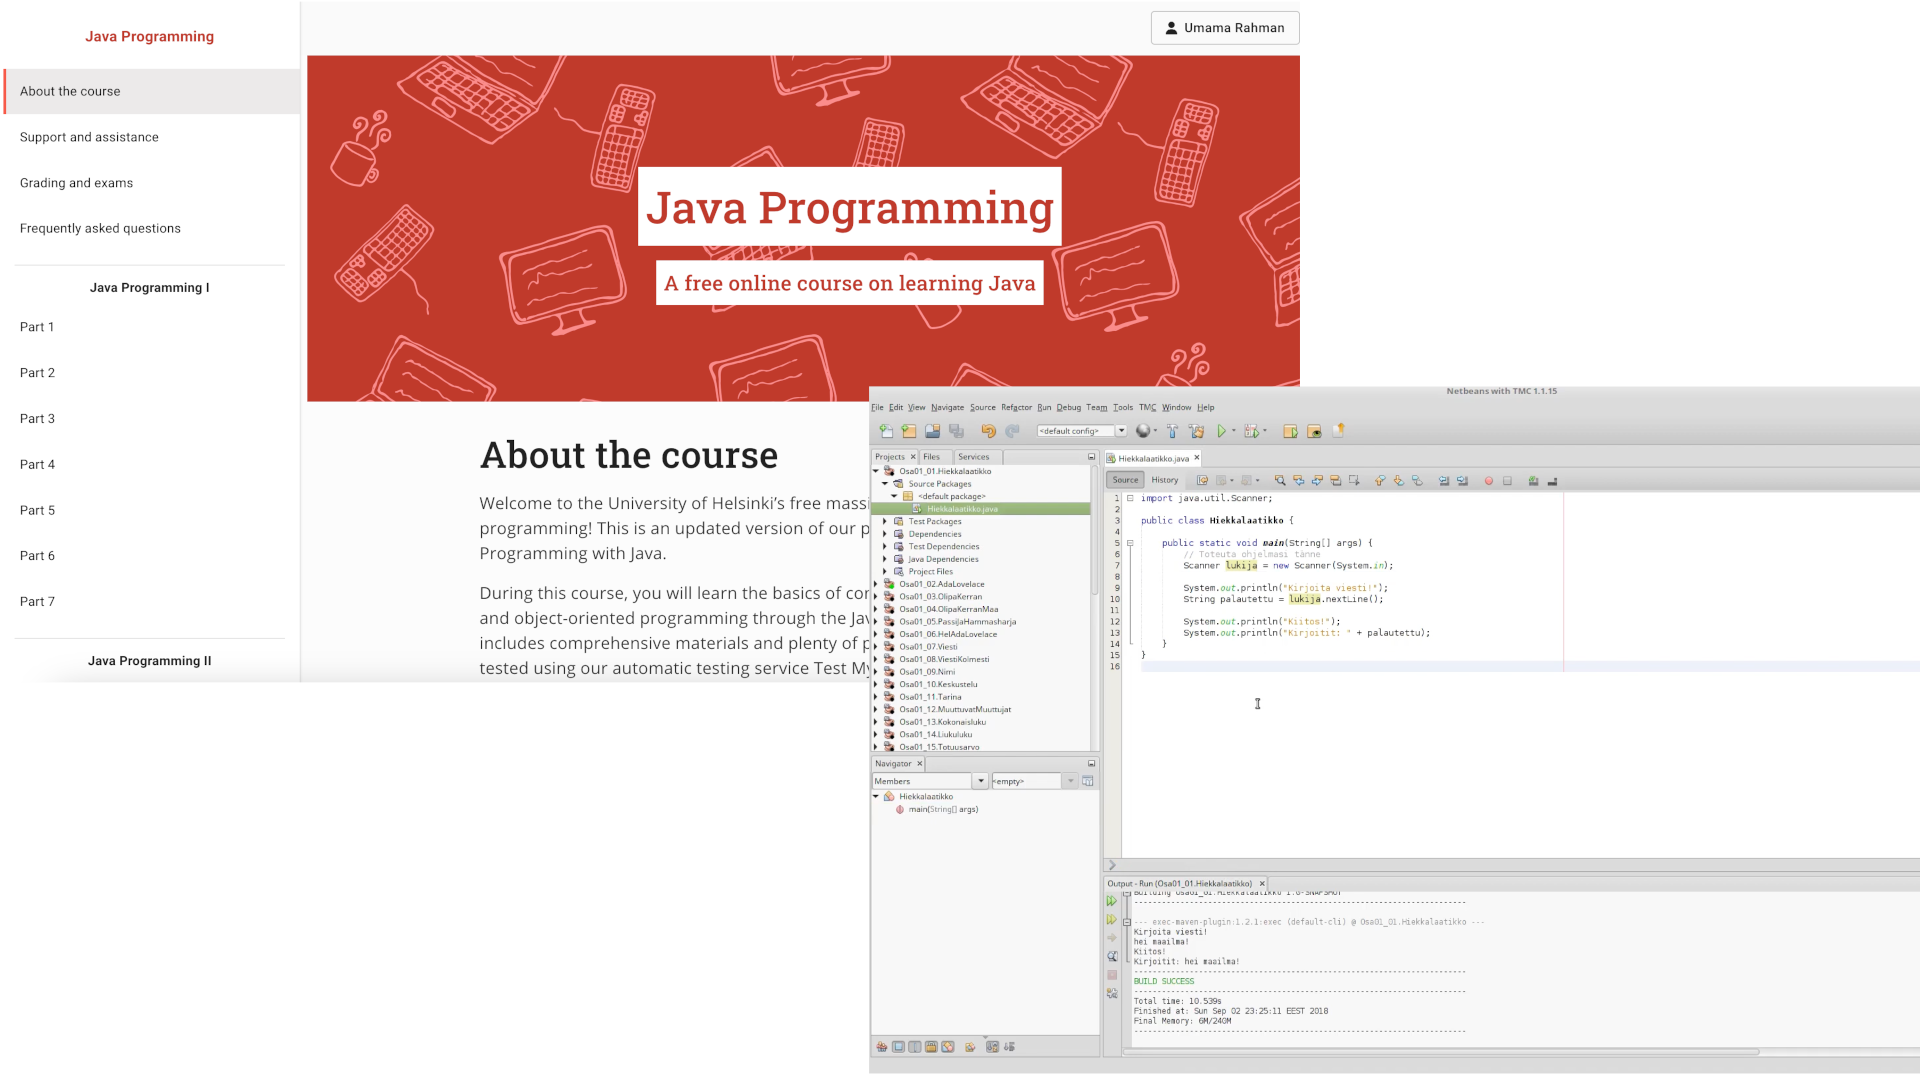 Java Programming
About the course
Support and assistance
Grading and exams
Frequently asked questions
Java Programming I
Part 1
Part 2
Part 3
Part 4
Part 5
Part 6
Part 7
Java Programming II
Umama Rahman
Java Programming
A free online course on learning Java
About the course
Welcome to the University of Helsinki’s free massi
programming! This is an updated version of our p
Programming with Java.
During this course, you will learn the basics of co
and object-oriented programming through the Jav
includes comprehensive materials and plenty of p
tested using our automatic testing service Test My
Netbeans with TMC 1.1.15
File Edit View Navigate Source Refactor Run Debug Team Tools TMC Window Help
<default config>
Projects Files Services
Osa01_01.Hiekkalaatikko
Source Packages
<default package>
Hiekkalaatikko.java
Test Packages
Dependencies
Test Dependencies
Java Dependencies
Project Files
Osa01_02.AdaLovelace
Osa01_03.OlipaKerran
Osa01_04.OlipaKerranMaa
Osa01_05.PassiJaHammasharja
Osa01_06.HeiAdaLovelace
Osa01_07.Viesti
Osa01_08.ViestiKolmesti
Osa01_09.Nimi
Osa01_10.Keskustelu
Osa01_11.Tarina
Osa01_12.MuuttuvatMuuttujat
Osa01_13.Kokonaisluku
Osa01_14.Liukuluku
Osa01_15.Totuusarvo
Navigator
Members <empty>
Hiekkalaatikko
main(String[] args)
Hiekkalaatikko.java
Source History
1 import java.util.Scanner;
2
3 public class Hiekkalaatikko {
4
5 public static void main(String[] args) {
6 // Toteuta ohjelmasi tänne
7 Scanner lukija = new Scanner(System.in);
8
9 System.out.println("Kirjoita viesti!");
10 String palautettu = lukija.nextLine();
11
12 System.out.println("Kiitos!");
13 System.out.println("Kirjoitit: " + palautettu);
14 }
15 }
16
Output - Run (Osa01_01.Hiekkalaatikko)
Building Osa01_01.Hiekkalaatikko 1.0-SNAPSHOT
------------------------------------------------------------------------
--- exec-maven-plugin:1.2.1:exec (default-cli) @ Osa01_01.Hiekkalaatikko ---
Kirjoita viesti!
hei maailma!
Kiitos!
Kirjoitit: hei maailma!
------------------------------------------------------------------------
BUILD SUCCESS
------------------------------------------------------------------------
Total time: 10.539s
Finished at: Sun Sep 02 23:25:11 EEST 2018
Final Memory: 6M/240M
------------------------------------------------------------------------